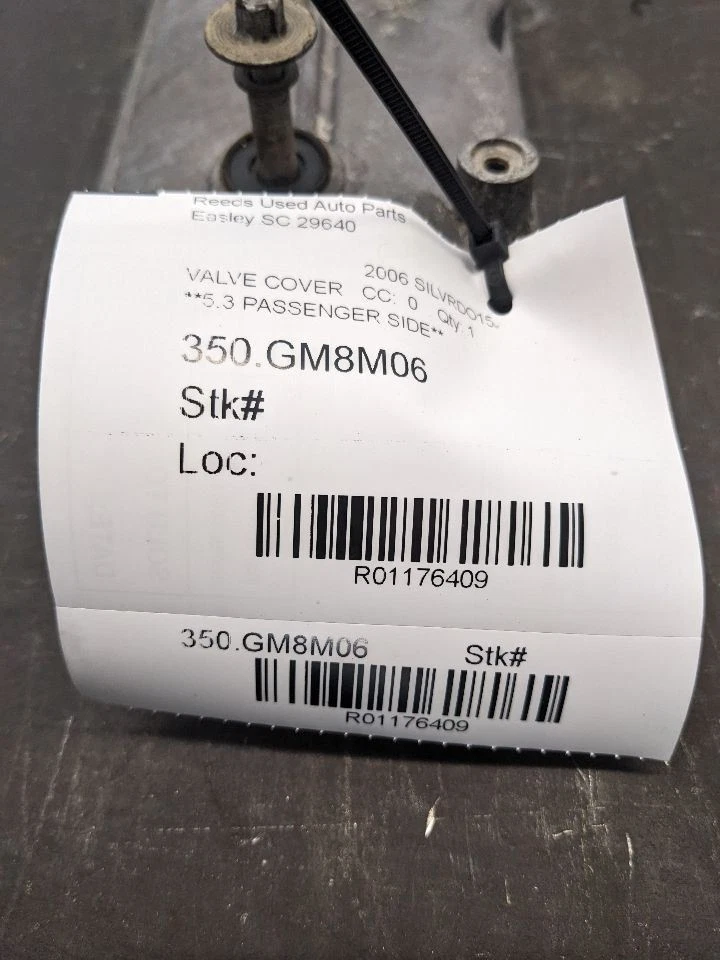 Reeds Used Auto Parts
Easley SC 29640
2006 SILVRDO15-
VALVE COVER CC: 0 Qty: 1
**5.3 PASSENGER SIDE**
350.GM8M06
Stk#
Loc:
R01176409
350.GM8M06 Stk#
R01176409